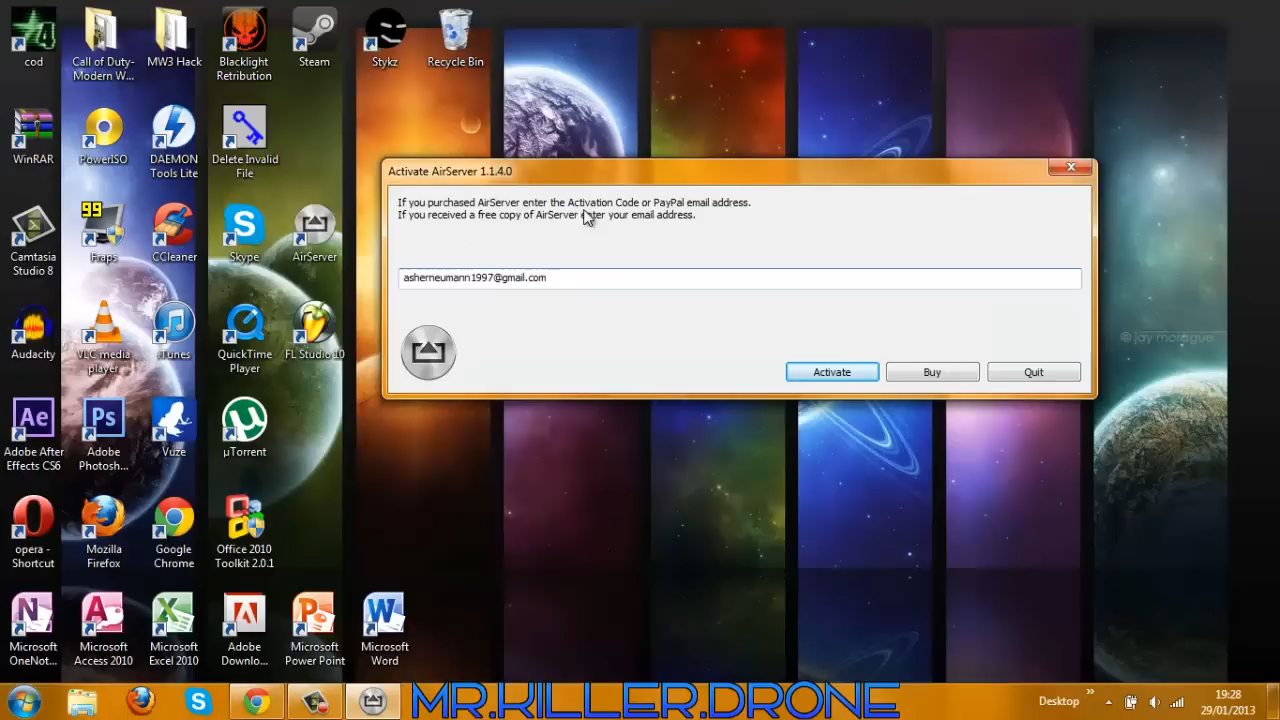 cod
Call of Duty-
Modern W...
MW3 Hack
Blacklight
Retribution
Steam
Stykz
Recycle Bin
WinRAR
PowerISO
DAEMON
Tools Lite
Delete Invalid
File
Camtasia
Studio 8
99
Fraps
CCleaner
Skype
AirServer
Audacity
VLC media
player
iTunes
QuickTime
Player
FL Studio 10
Ae
Adobe After
Effects CS6
Ps
Adobe
Photosh...
Vuze
µTorrent
opera -
Shortcut
Mozilla
Firefox
Google
Chrome
Office 2010
Toolkit 2.0.1
Microsoft
OneNot...
Microsoft
Access 2010
Microsoft
Excel 2010
Adobe
Downlo...
Microsoft
Power Point
Microsoft
Word
Activate AirServer 1.1.4.0
If you purchased AirServer enter the Activation Code or PayPal email address.
If you received a free copy of AirServer enter your email address.
asherneumann1997@gmail.com
Activate
Buy
Quit
@ jay morague
MR.KILLER.DRONE
Desktop
»
19:28
29/01/2013